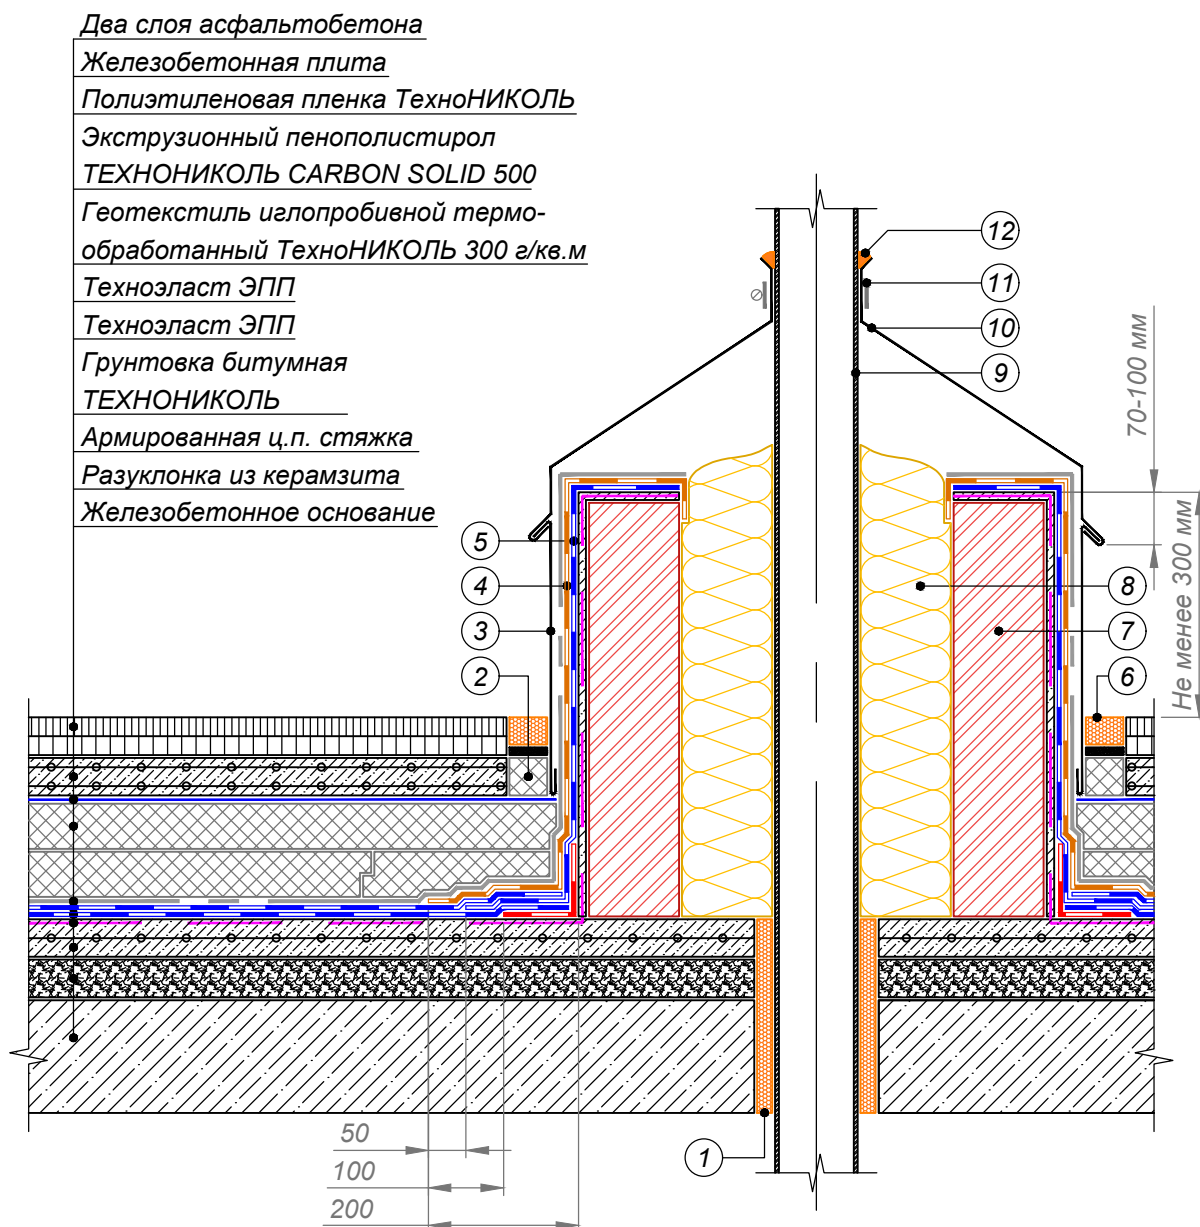 Два слоя асфальтобетона
Железобетонная плита
Полиэтиленовая пленка ТехноНИКОЛЬ
Экструзионный пенополистирол
ТЕХНОНИКОЛЬ CARBON SOLID 500
Геотекстиль иглопробивной термо-
обработанный ТехноНИКОЛЬ 300 г/кв.м
Техноэласт ЭПП
Техноэласт ЭПП
Грунтовка битумная
ТЕХНОНИКОЛЬ
Армированная ц.п. стяжка
Разуклонка из керамзита
Железобетонное основание
12
11
10
9
70-100 мм
5
4
3
2
8
7
6
Не менее 300 мм
1
50
100
200